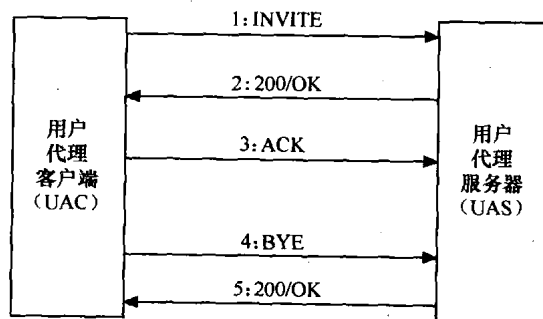 1:INVITE
2:200/OK
3:ACK
4:BYE
5:200/OK
用户
代理
客户端
(UAC)
用户
代理
服务器
(UAS)